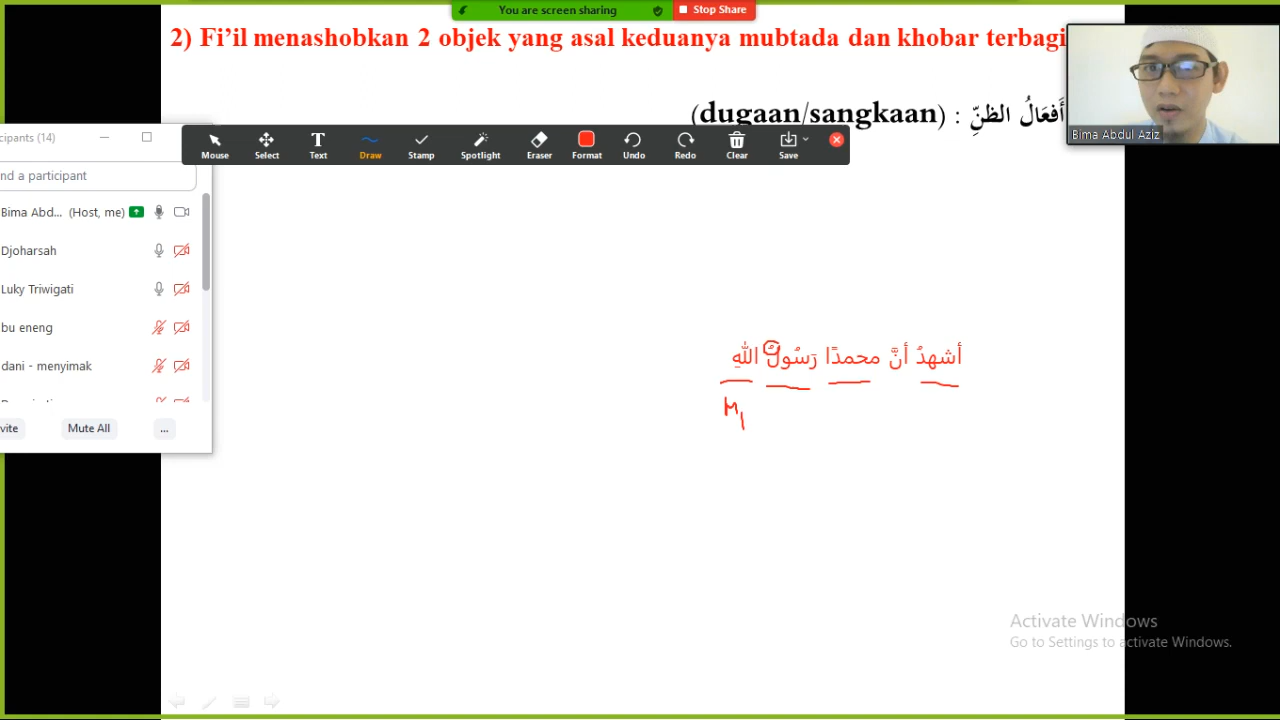 You are screen sharing Stop Share
2) Fi’il menashobkan 2 objek yang asal keduanya mubtada dan khobar terbagi
أَفعَالُ الظنِّ : (dugaan/sangkaan)
Bima Abdul Aziz
cipants (14)
Mouse Select Text Draw Stamp Spotlight Eraser Format Undo Redo Clear Save
nd a participant
Bima Abd... (Host, me)
Djoharsah
Luky Triwigati
bu eneng
dani - menyimak
vite Mute All ...
أشهدُ أنَّ محمدًا رَسُولُ اللهِ
M
Activate Windows
Go to Settings to activate Windows.